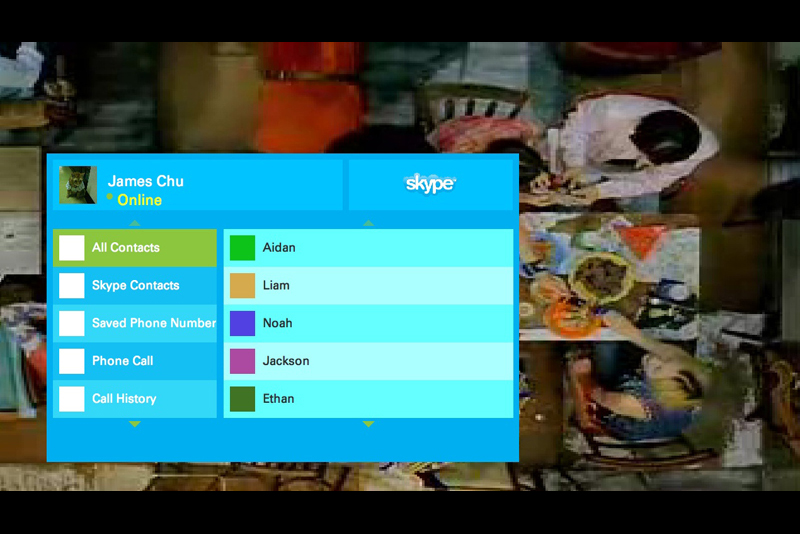 James Chu
Online
skype
All Contacts
Skype Contacts
Saved Phone Number
Phone Call
Call History
Aidan
Liam
Noah
Jackson
Ethan